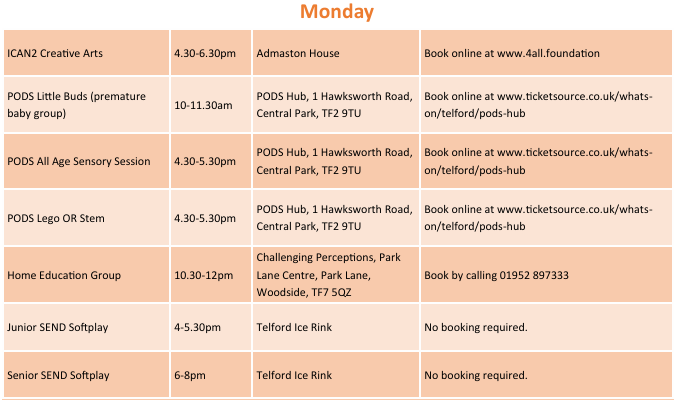 Monday
ICAN2 Creative Arts
4.30-6.30pm
Admaston House
Book online at www.4all.foundation
PODS Little Buds (premature
baby group)
10-11.30am
PODS Hub, 1 Hawksworth Road,
Central Park, TF2 9TU
Book online at www.ticketsource.co.uk/whats-
on/telford/pods-hub
PODS All Age Sensory Session
4.30-5.30pm
PODS Hub, 1 Hawksworth Road,
Central Park, TF2 9TU
Book online at www.ticketsource.co.uk/whats-
on/telford/pods-hub
PODS Lego OR Stem
4.30-5.30pm
PODS Hub, 1 Hawksworth Road,
Central Park, TF2 9TU
Book online at www.ticketsource.co.uk/whats-
on/telford/pods-hub
Home Education Group
10.30-12pm
Challenging Perceptions, Park
Lane Centre, Park Lane,
Woodside, TF7 5QZ
Book by calling 01952 897333
Junior SEND Softplay
4-5.30pm
Telford Ice Rink
No booking required.
Senior SEND Softplay
6-8pm
Telford Ice Rink
No booking required.